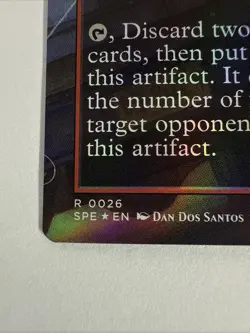 , Discard two
cards, then put
this artifact. It
the number of
target opponen
this artifact.
R 0026
SPE ★ EN DAN DOS SANTOS